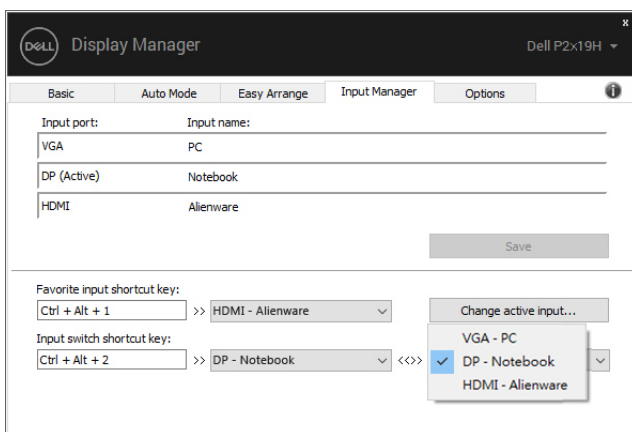 x
DELL Display Manager Dell P2x19H
Basic Auto Mode Easy Arrange Input Manager Options i
Input port: Input name:
VGA PC
DP (Active) Notebook
HDMI Alienware
Save
Favorite input shortcut key:
Ctrl + Alt + 1 >> HDMI - Alienware Change active input...
Input switch shortcut key:
Ctrl + Alt + 2 >> DP - Notebook <<>>
VGA - PC
DP - Notebook
HDMI - Alienware